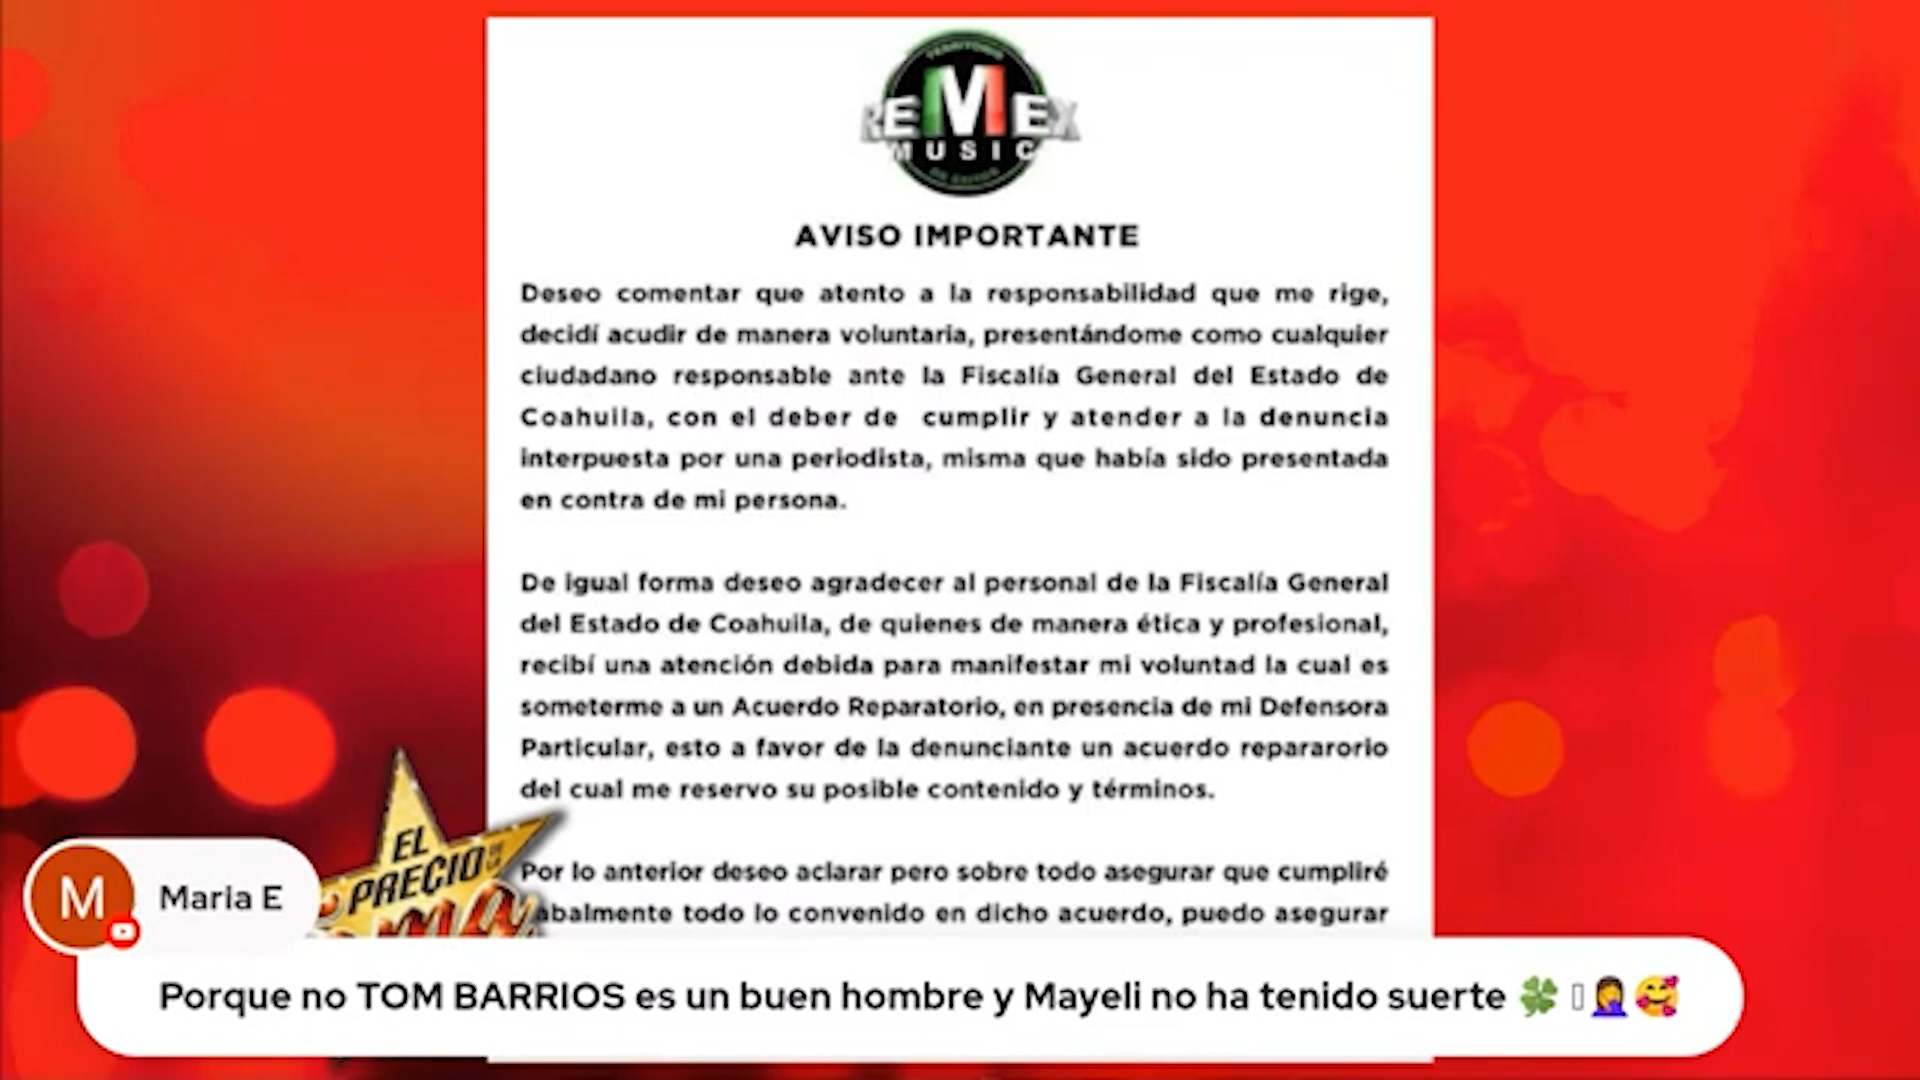 REMEX
MUSIC
AVISO IMPORTANTE
Deseo comentar que atento a la responsabilidad que me rige,
decidí acudir de manera voluntaria, presentándome como cualquier
ciudadano responsable ante la Fiscalía General del Estado de
Coahuila, con el deber de cumplir y atender a la denuncia
interpuesta por una periodista, misma que había sido presentada
en contra de mi persona.
De igual forma deseo agradecer al personal de la Fiscalía General
del Estado de Coahuila, de quienes de manera ética y profesional,
recibí una atención debida para manifestar mi voluntad la cual es
someterme a un Acuerdo Reparatorio, en presencia de mi Defensora
Particular, esto a favor de la denunciante un acuerdo repararorio
del cual me reservo su posible contenido y términos.
Por lo anterior deseo aclarar pero sobre todo asegurar que cumpliré
abalmente todo lo convenido en dicho acuerdo, puedo asegurar
EL
PRECIO DE LA
M
Maria E
Porque no TOM BARRIOS es un buen hombre y Mayeli no ha tenido suerte 🍀 🤦‍♀️🥰